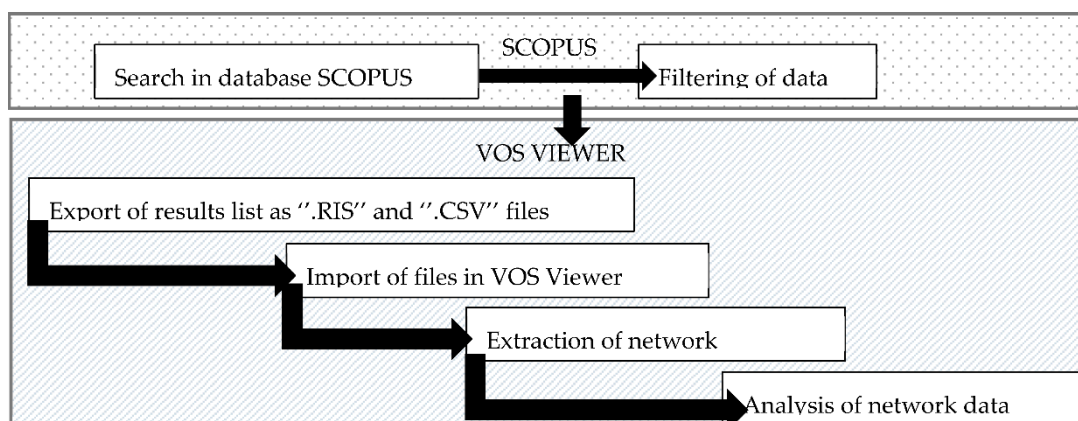 SCOPUS
Search in database SCOPUS
Filtering of data
VOS VIEWER
Export of results list as “.RIS” and “.CSV” files
Import of files in VOS Viewer
Extraction of network
Analysis of network data